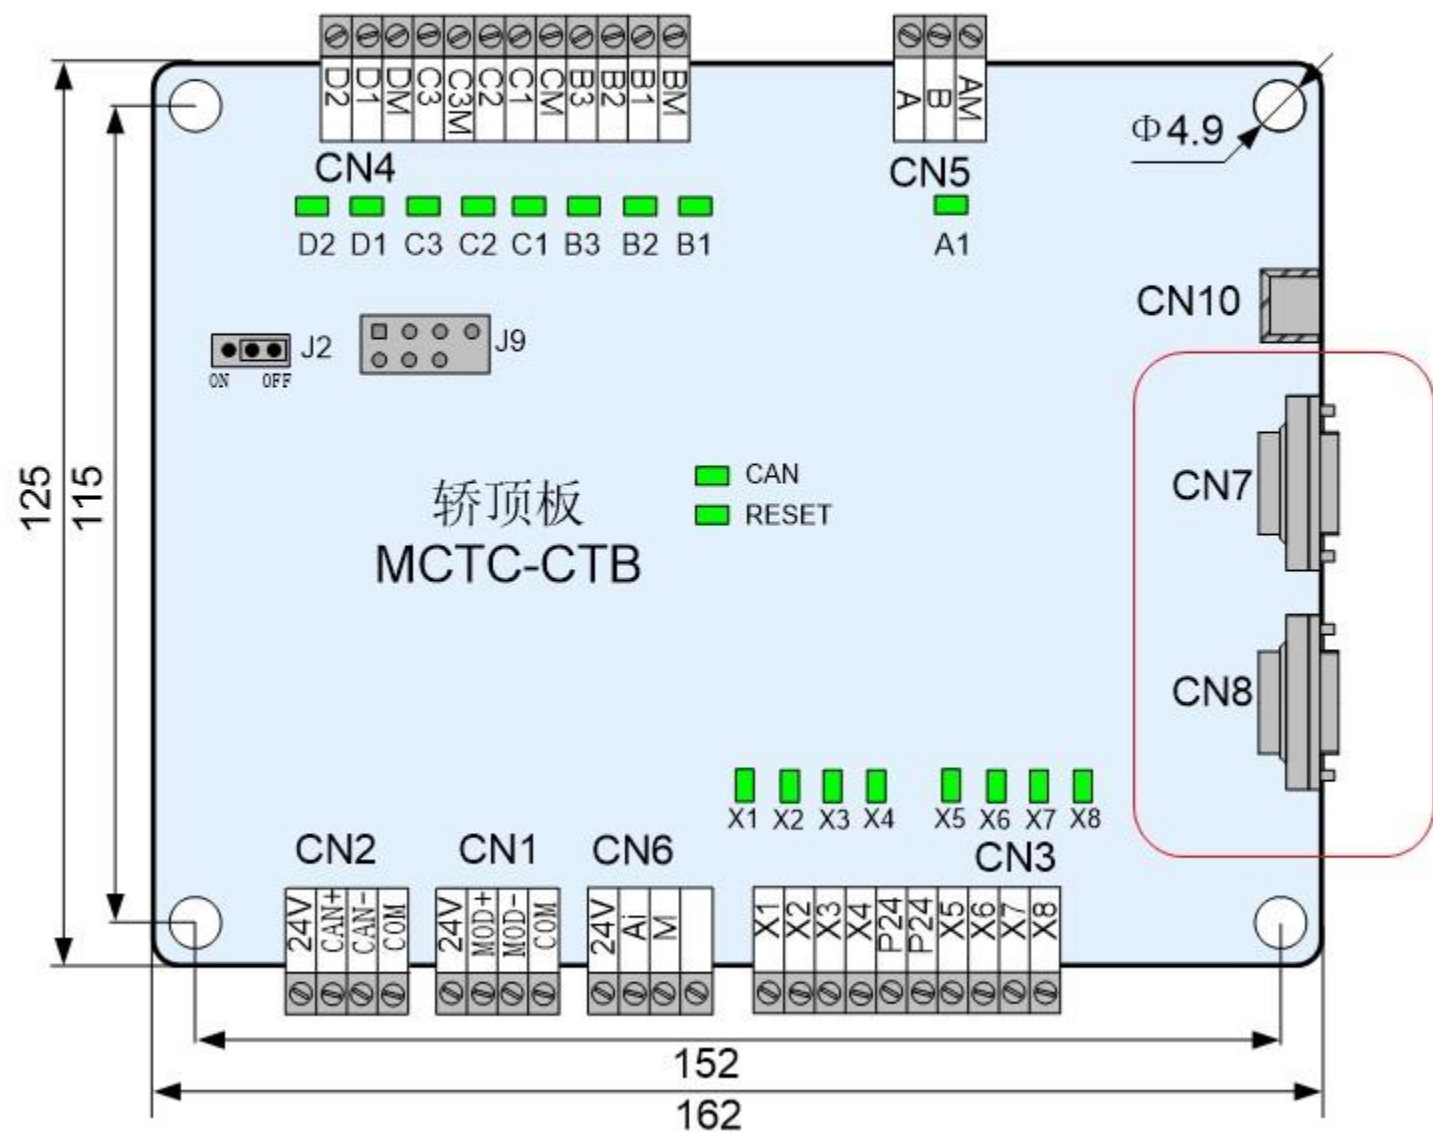 D2 D1 DM C3 C3M C2 C1 CM B3 B2 B1 BM
A B AM
Φ4.9
CN4
CN5
D2 D1 C3 C2 C1 B3 B2 B1
A1
CN10
J2
ON OFF
J9
125
115
CAN
RESET
轿顶板
MCTC-CTB
CN7
CN8
X1 X2 X3 X4 X5 X6 X7 X8
CN2
CN1
CN6
CN3
24V CAN+ CAN- COM
24V MOD+ MOD- COM
24V Ai M
X1 X2 X3 X4 P24 P24 X5 X6 X7 X8
152
162